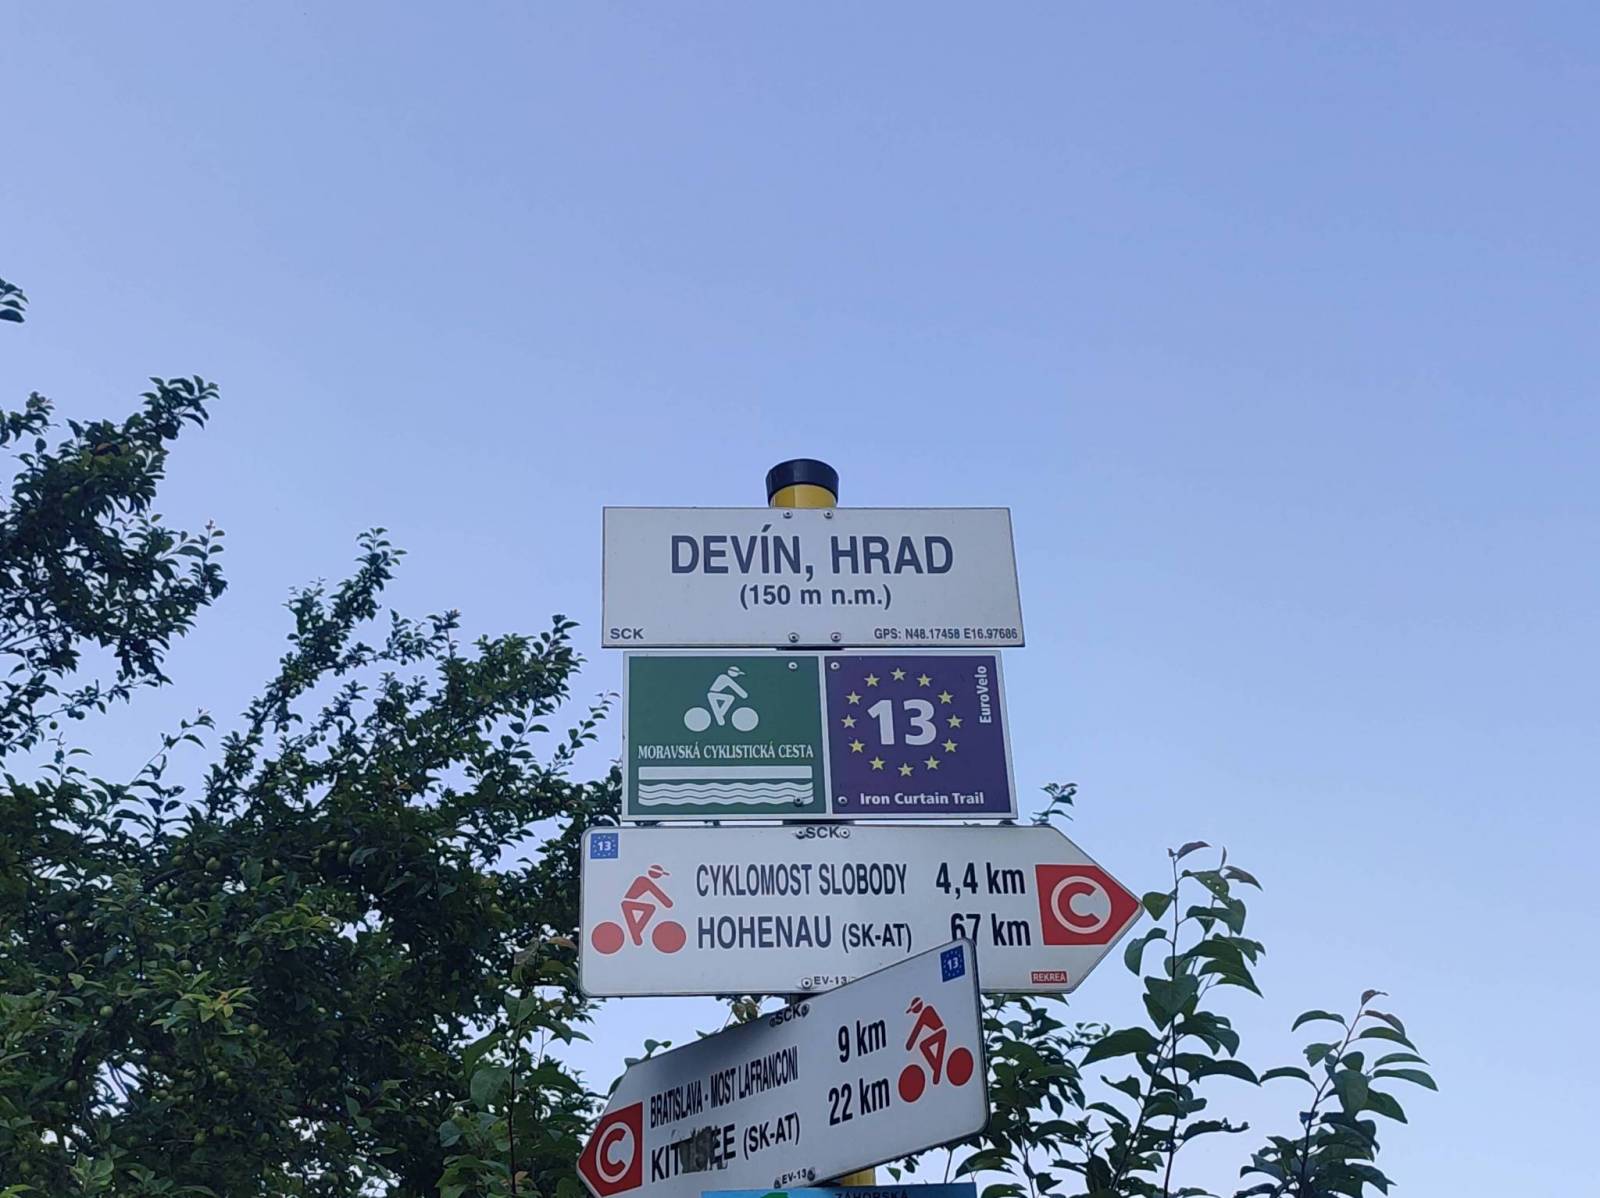 DEVÍN, HRAD
(150 m n.m.)
SCK
GPS: N48.17458 E16.97686
MORAVSKÁ CYKLISTICKÁ CESTA
13
EuroVelo
Iron Curtain Trail
SCK
13
CYKLOMOST SLOBODY 4,4 km
HOHENAU (SK-AT) 67 km
C
EV-13
REKREA
13
SCK
BRATISLAVA - MOST LAFRANCONI 9 km
(SK-AT) 22 km
C
EV-13
ZÁHORSKÁ